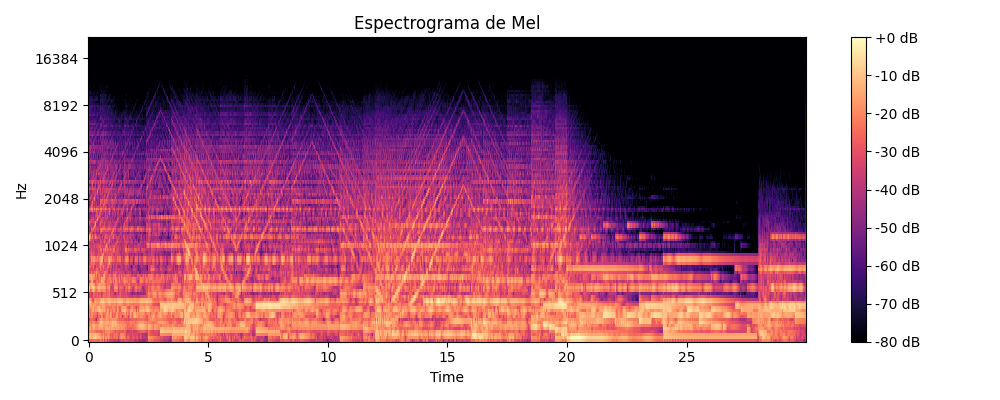 Espectrograma de Mel
16384
8192
4096
2048
1024
512
0
Hz
0
5
10
15
20
25
Time
+0 dB
-10 dB
-20 dB
-30 dB
-40 dB
-50 dB
-60 dB
-70 dB
-80 dB